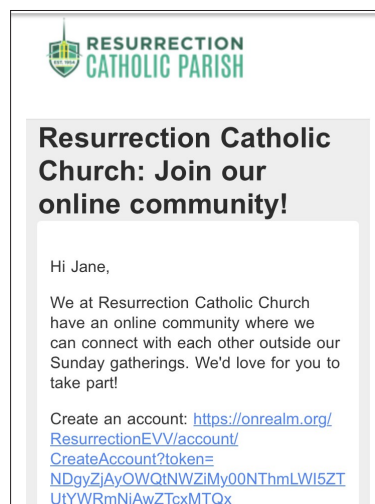 RESURRECTION
EST. 1954
CATHOLIC PARISH
Resurrection Catholic
Church: Join our
online community!
Hi Jane,
We at Resurrection Catholic Church
have an online community where we
can connect with each other outside our
Sunday gatherings. We'd love for you to
take part!
Create an account: https://onrealm.org/
ResurrectionEVV/account/
CreateAccount?token=
NDgyZjAyOWQtNWZiMy00NThmLWI5ZT
UtYWRmNjAwZTcxMTQx